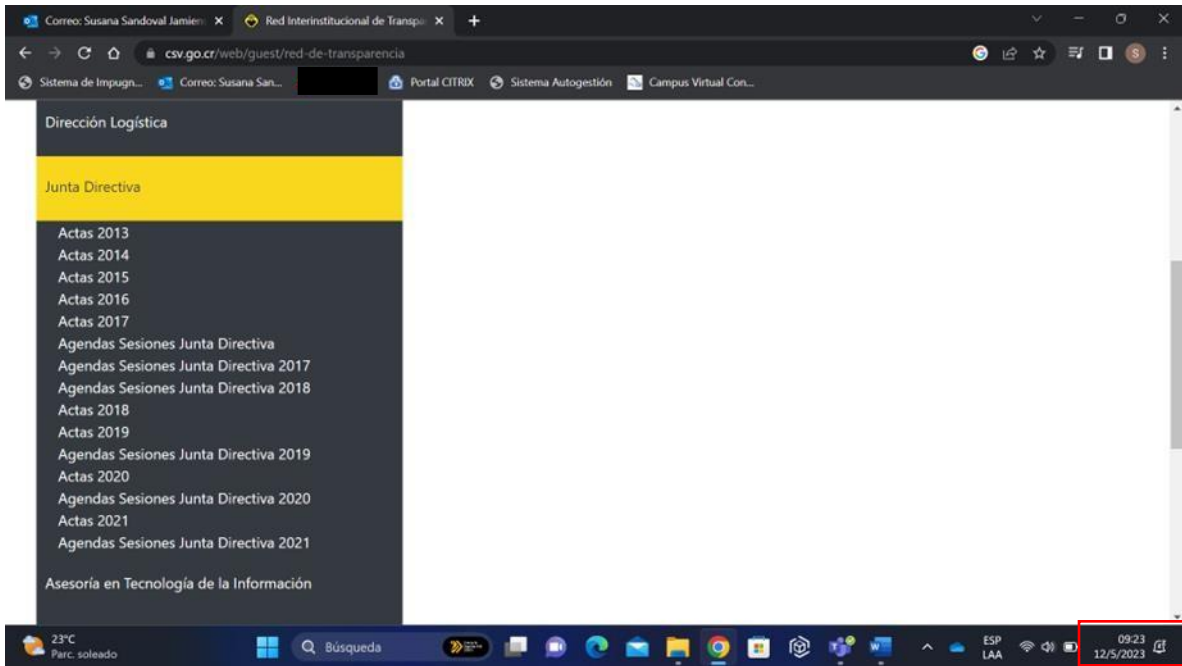 Correo: Susana Sandoval Jamien
Red Interinstitucional de Transpa
csv.go.cr/web/guest/red-de-transparencia
S
Sistema de Impugn...
Correo: Susana San...
Portal CITRIX
Sistema Autogestión
Campus Virtual Con...
Dirección Logística
Junta Directiva
Actas 2013
Actas 2014
Actas 2015
Actas 2016
Actas 2017
Agendas Sesiones Junta Directiva
Agendas Sesiones Junta Directiva 2017
Agendas Sesiones Junta Directiva 2018
Actas 2018
Actas 2019
Agendas Sesiones Junta Directiva 2019
Actas 2020
Agendas Sesiones Junta Directiva 2020
Actas 2021
Agendas Sesiones Junta Directiva 2021
Asesoría en Tecnología de la Información
23°C
Parc. soleado
Búsqueda
ESP
LAA
09:23
12/5/2023